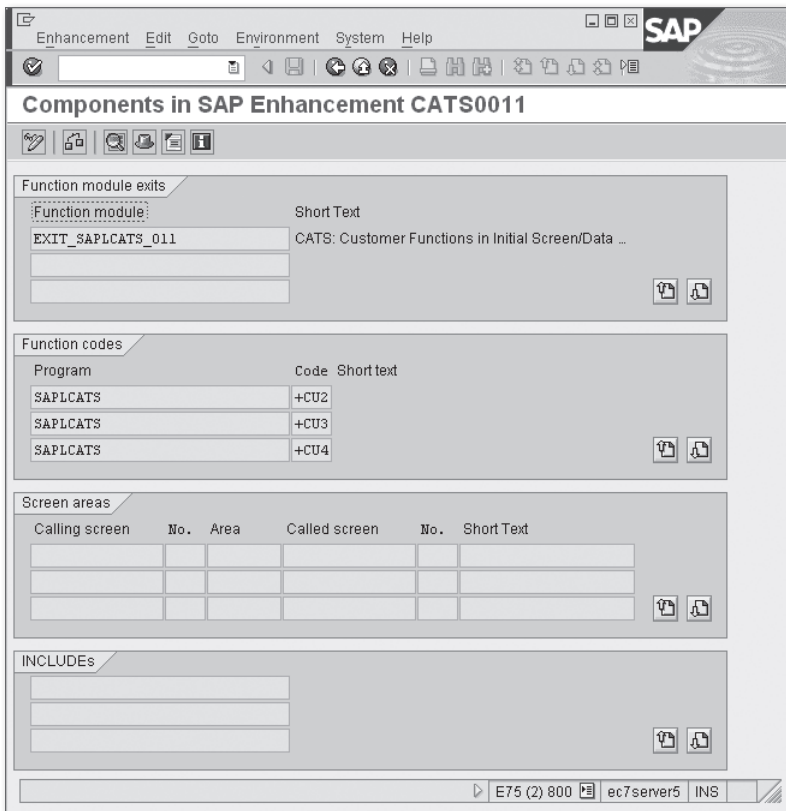 Enhancement Edit Goto Environment System Help
SAP
Components in SAP Enhancement CATS0011
Function module exits
Function module Short Text
EXIT_SAPLCATS_011 CATS: Customer Functions in Initial Screen/Data ...
Function codes
Program Code Short text
SAPLCATS +CU2
SAPLCATS +CU3
SAPLCATS +CU4
Screen areas
Calling screen No. Area Called screen No. Short Text
INCLUDEs
E75 (2) 800 ec7server5 INS